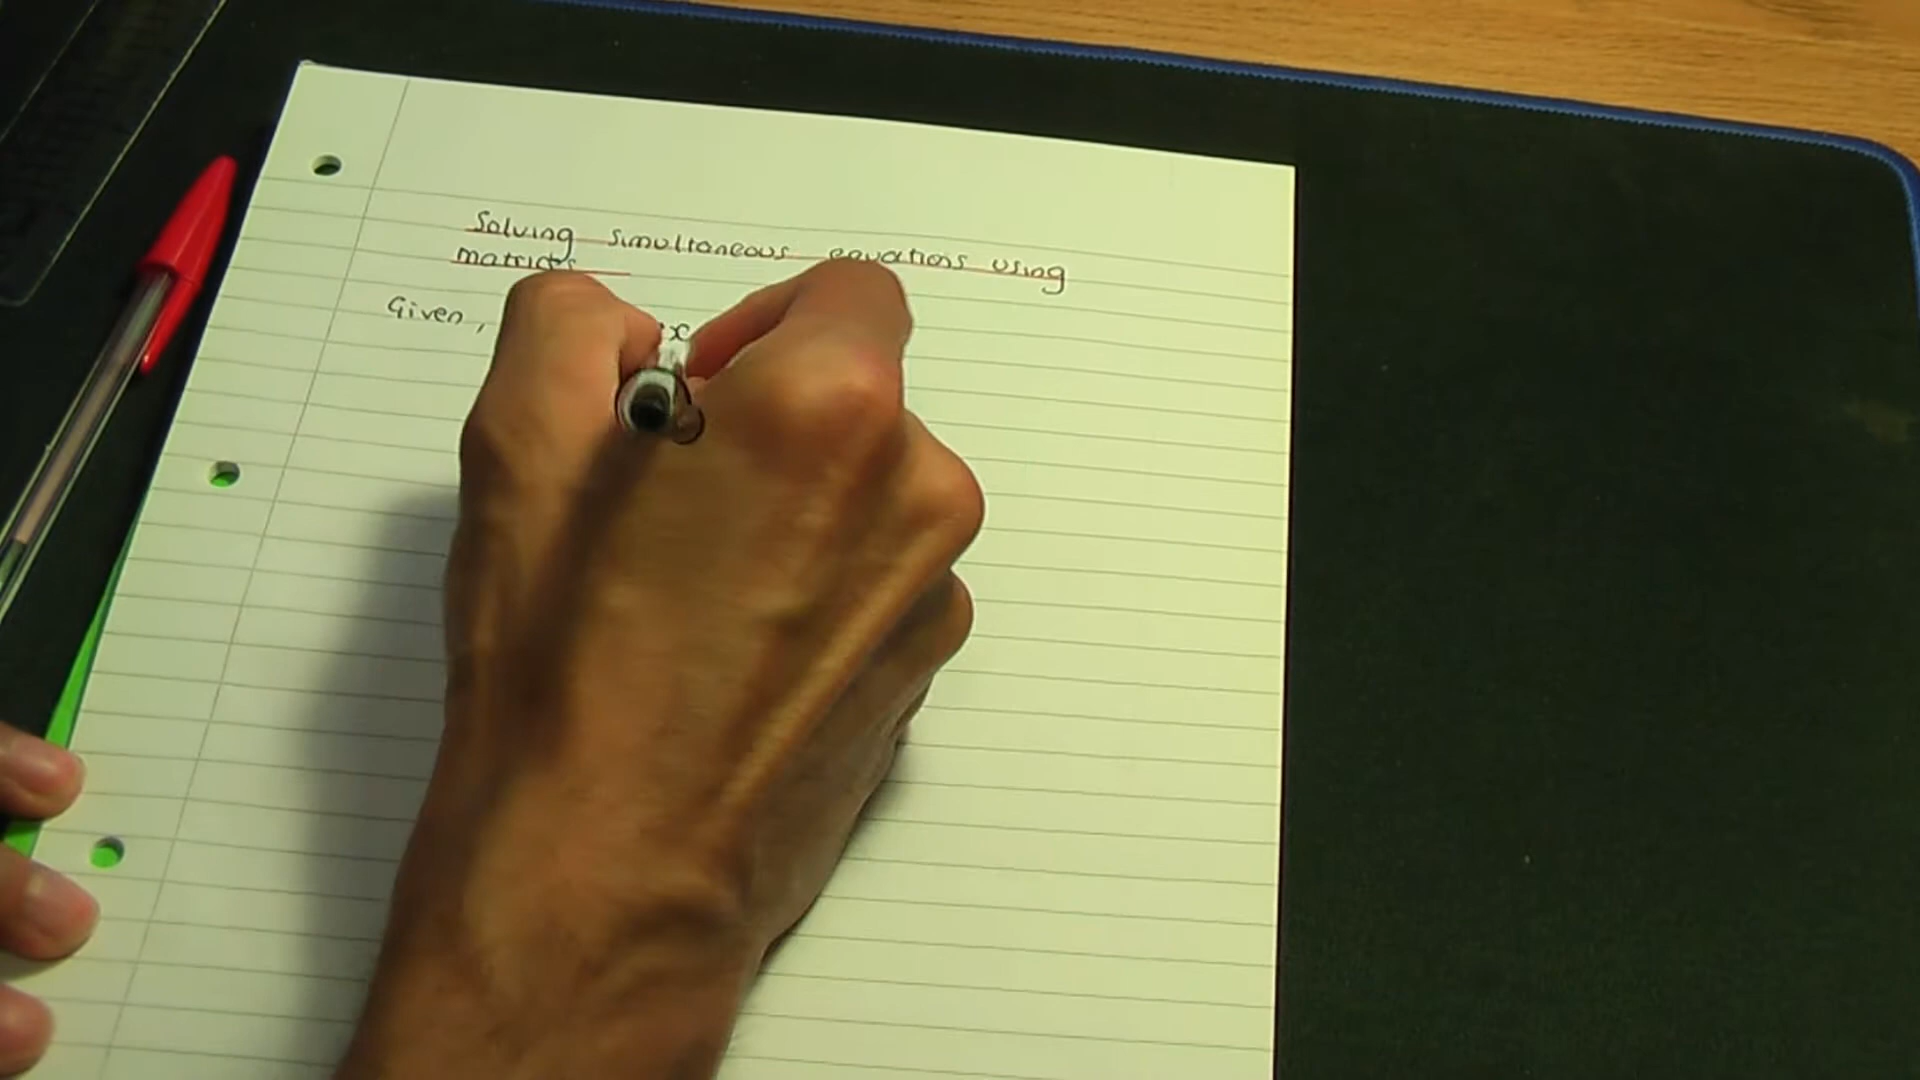 Solving simultaneous equations using
matrices
Given, x